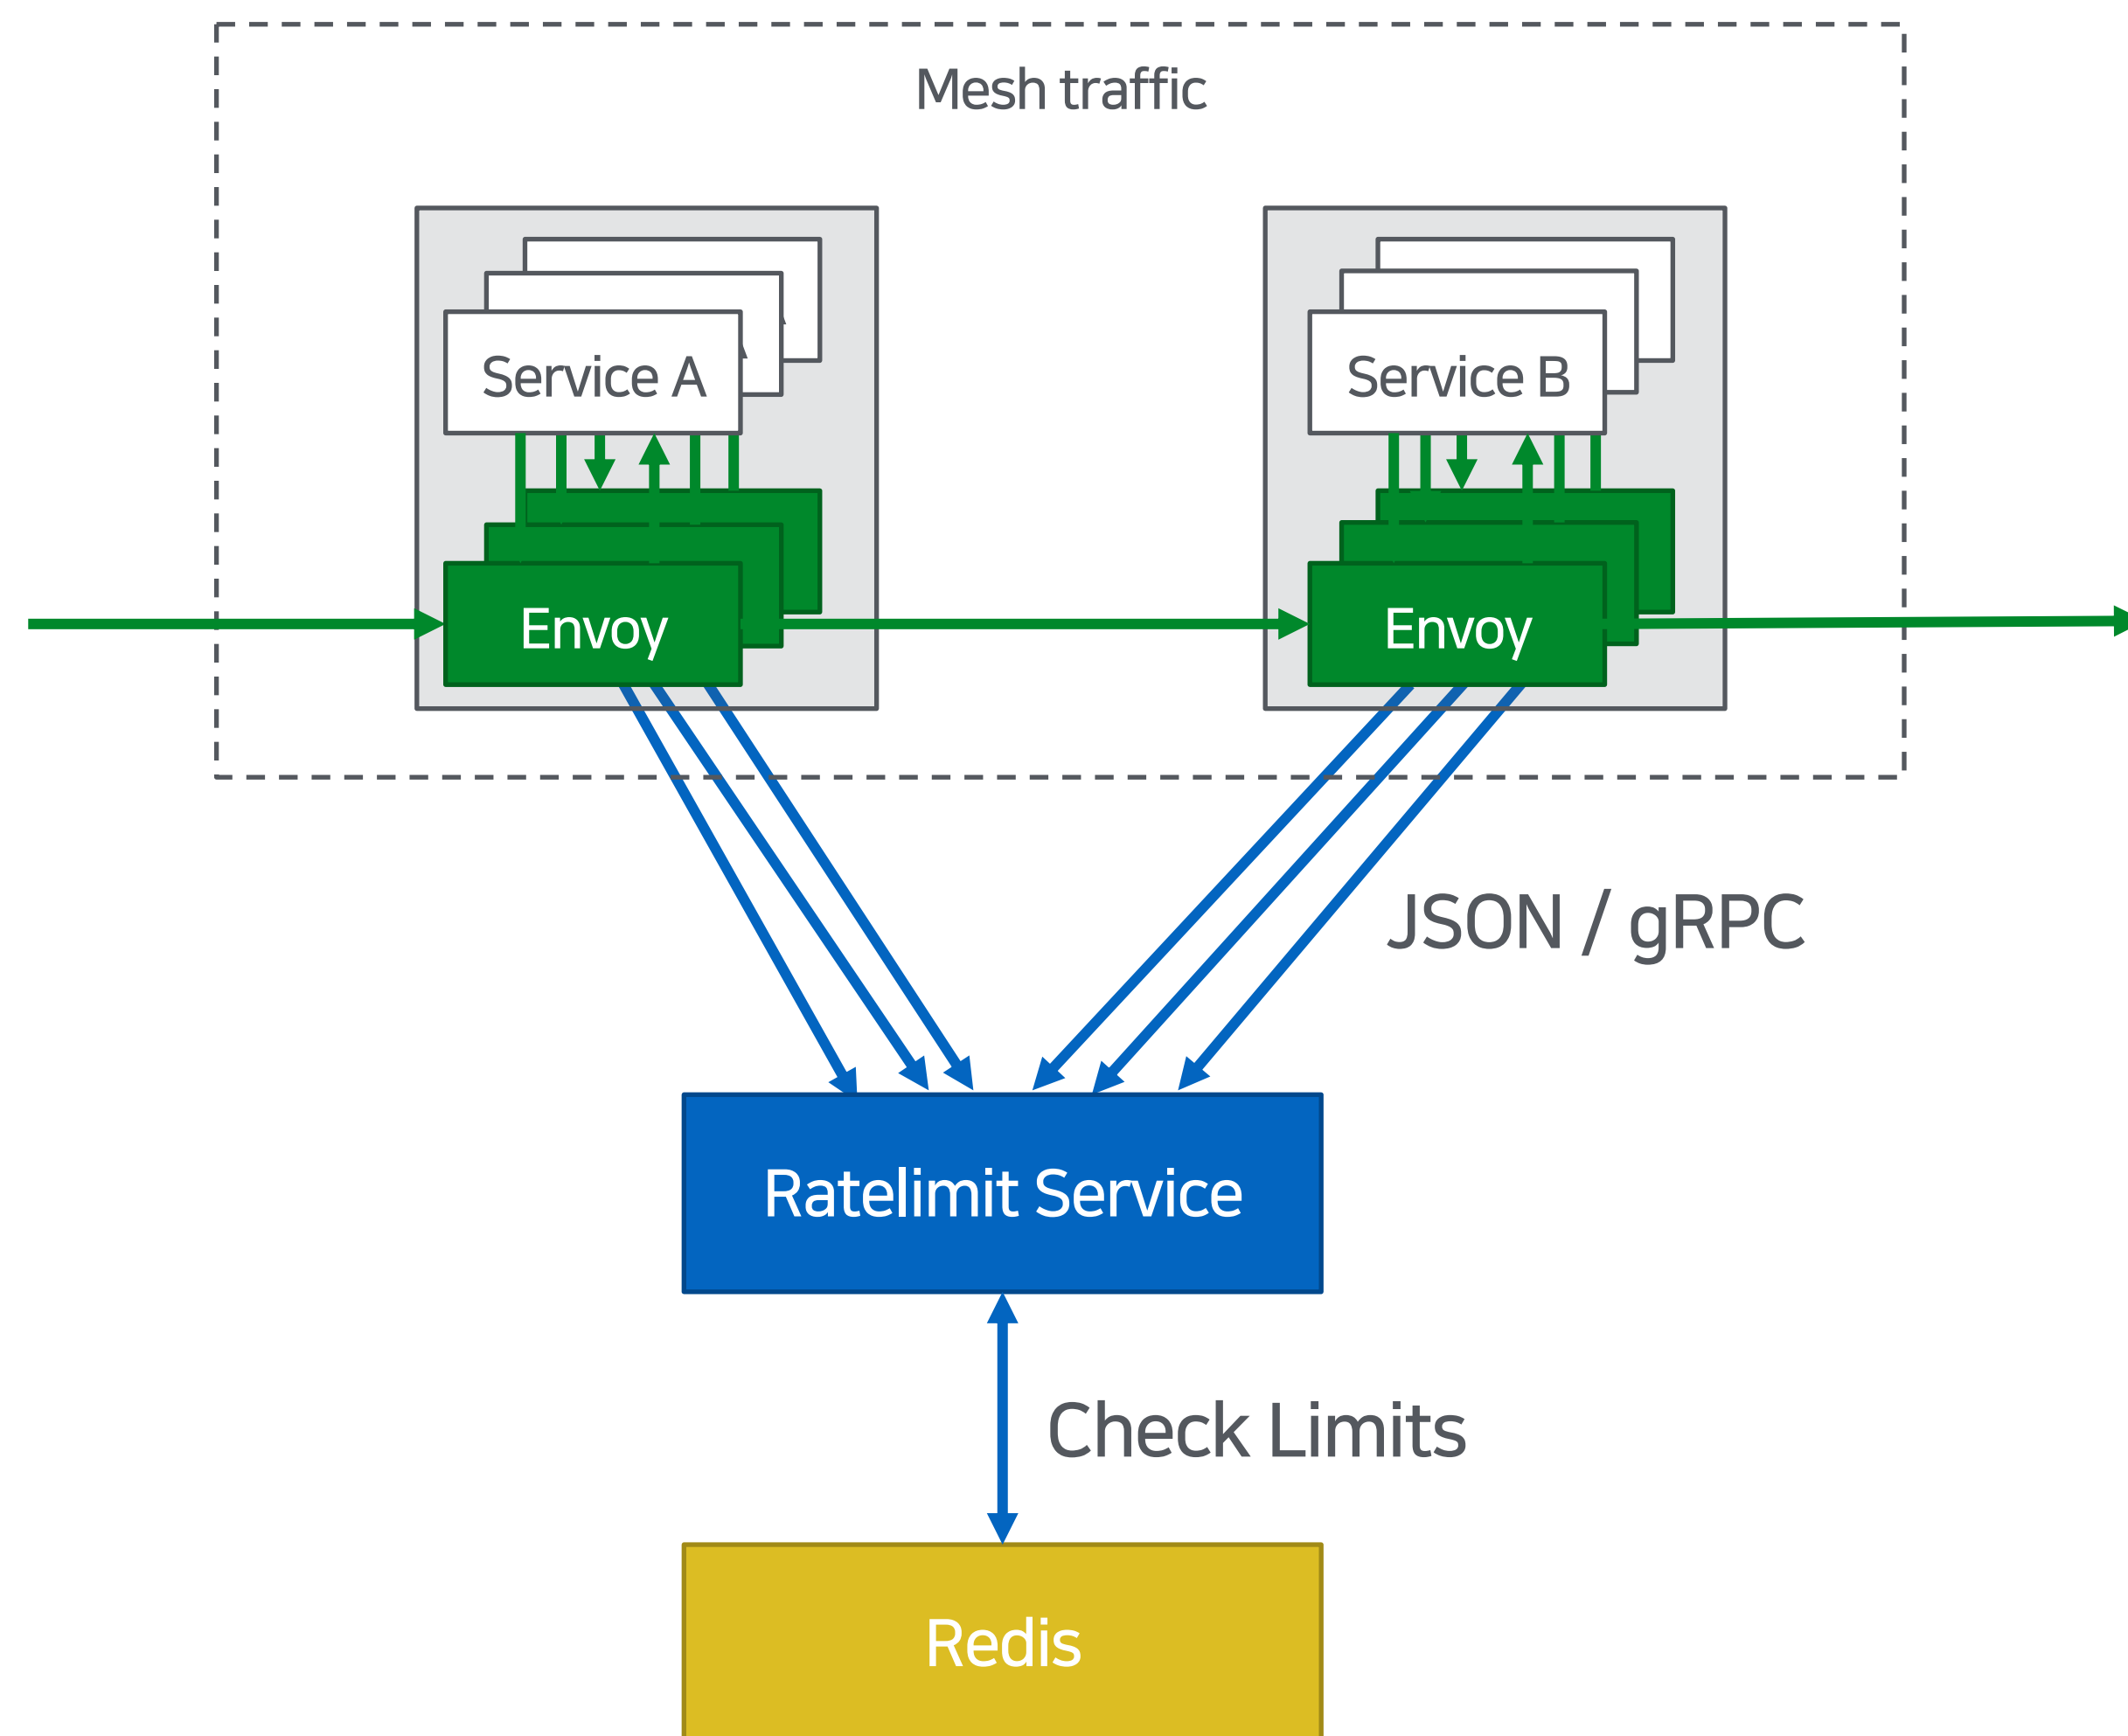 Mesh traffic
Service A
Service B
Envoy
Envoy
JSON / gRPC
Ratelimit Service
Check Limits
Redis